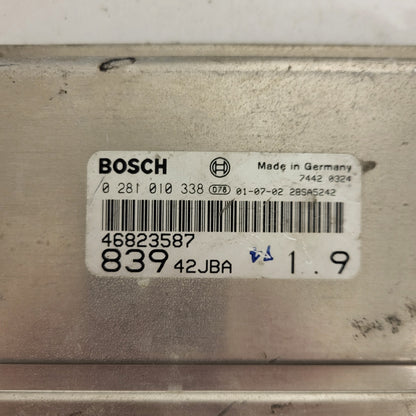 BOSCH Made in Germany
7442 0324
0 281 010 338 D78 01-07-02 28SA5242
46823587
839 42JBA 1.9